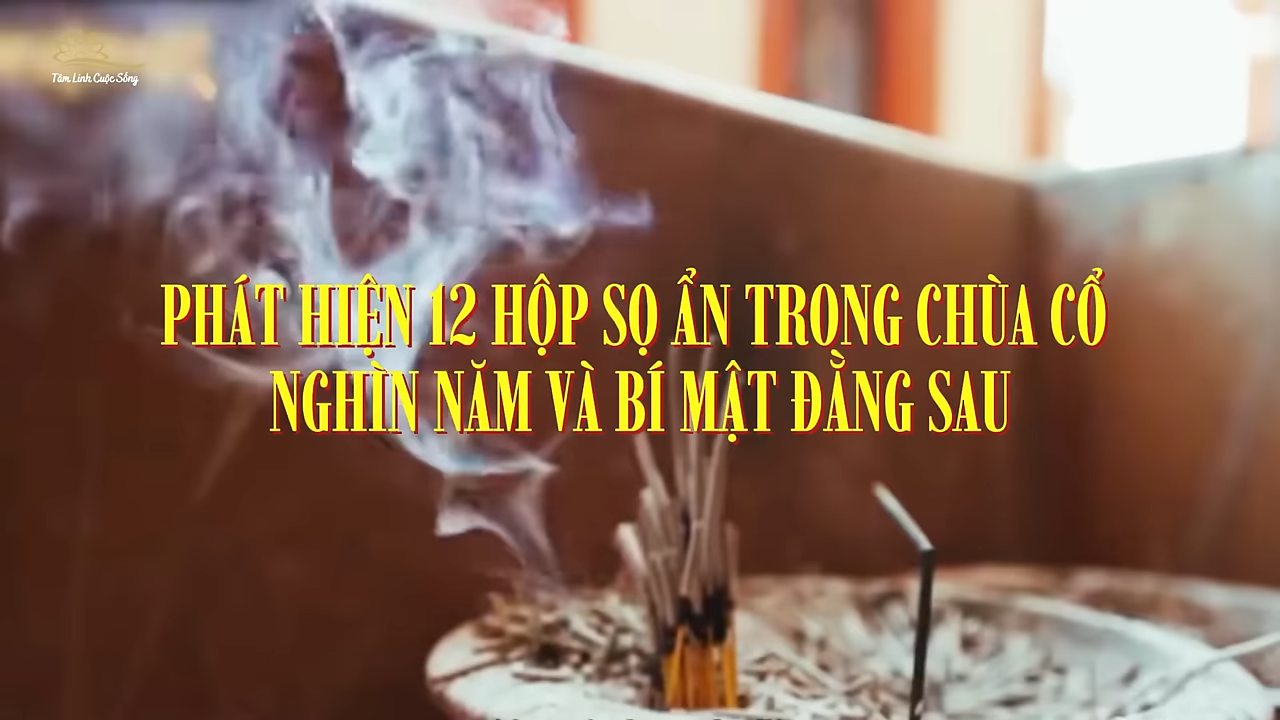 Tâm Linh Cuộc Sống
PHÁT HIỆN 12 HỘP SỌ ẨN TRONG CHÙA CỔ
NGHÌN NĂM VÀ BÍ MẬT ĐẰNG SAU